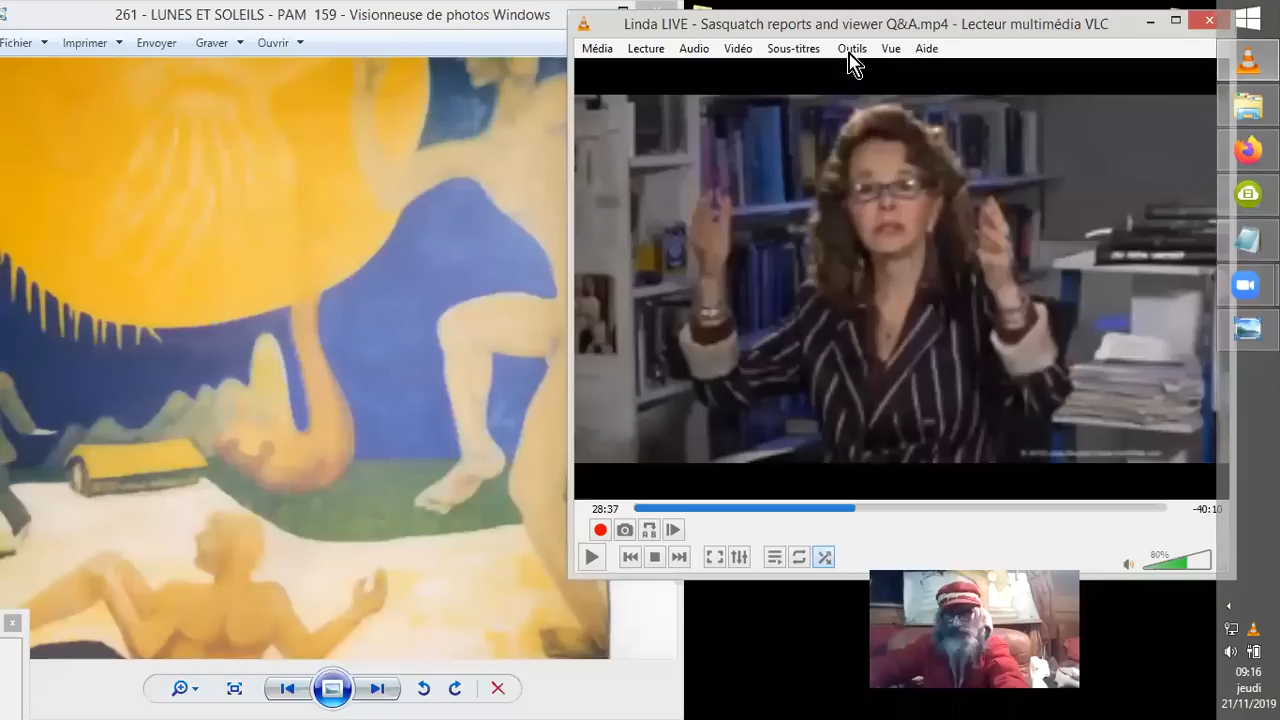 261 - LUNES ET SOLEILS - PAM 159 - Visionneuse de photos Windows
Fichier Imprimer Envoyer Graver Ouvrir
Linda LIVE - Sasquatch reports and viewer Q&A.mp4 - Lecteur multimédia VLC
Média Lecture Audio Vidéo Sous-titres Outils Vue Aide
28:37
-40:10
80%
09:16
jeudi
21/11/2019